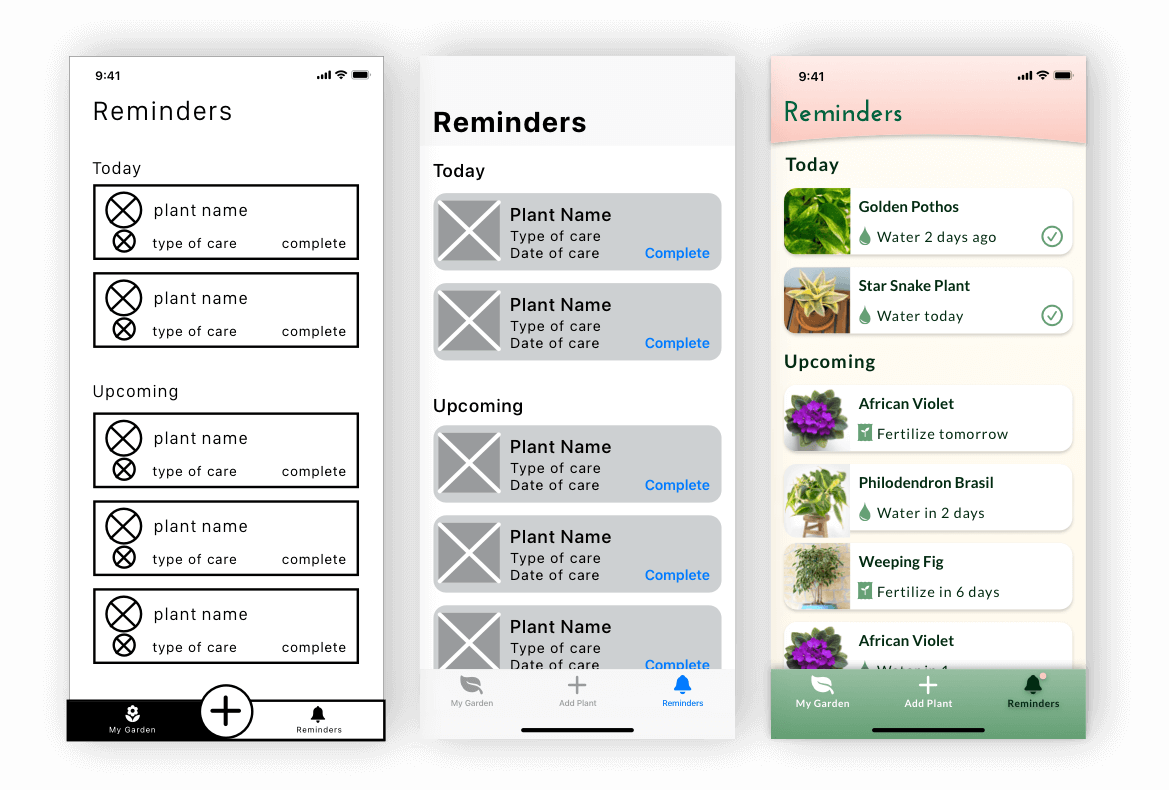 9:41
Reminders
Today
plant name
type of care complete
plant name
type of care complete
Upcoming
plant name
type of care complete
plant name
type of care complete
plant name
type of care complete
My Garden
Reminders
Reminders
Today
Plant Name
Type of care
Date of care Complete
Plant Name
Type of care
Date of care Complete
Upcoming
Plant Name
Type of care
Date of care Complete
Plant Name
Type of care
Date of care Complete
Plant Name
Type of care
Date of care Complete
My Garden Add Plant Reminders
9:41
Reminders
Today
Golden Pothos
Water 2 days ago
Star Snake Plant
Water today
Upcoming
African Violet
Fertilize tomorrow
Philodendron Brasil
Water in 2 days
Weeping Fig
Fertilize in 6 days
African Violet
Water in 1
My Garden Add Plant Reminders